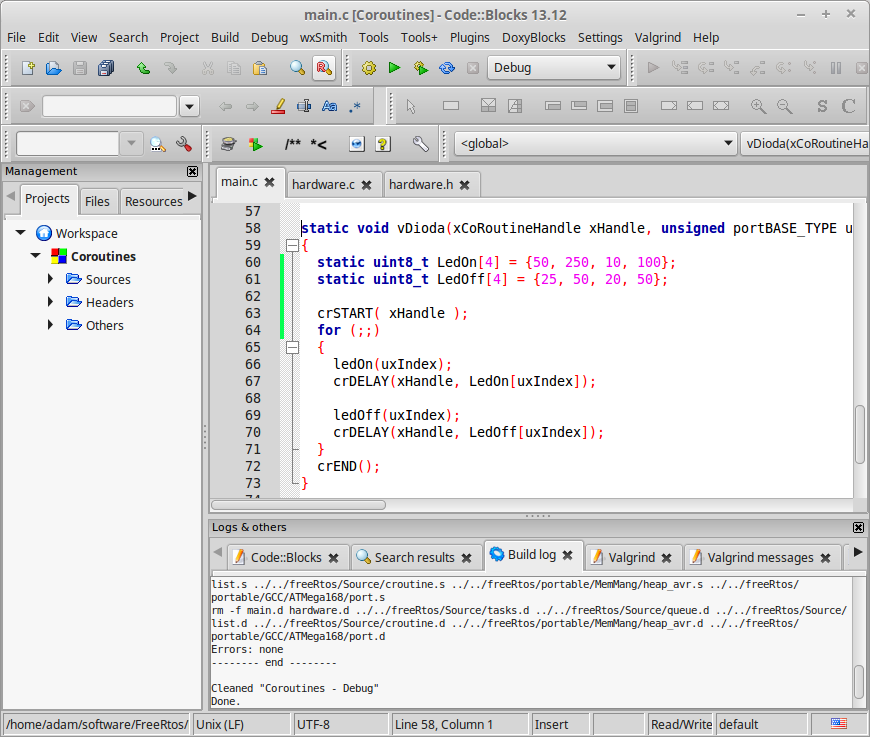 main.c [Coroutines] - Code::Blocks 13.12
File Edit View Search Project Build Debug wxSmith Tools Tools+ Plugins DoxyBlocks Settings Valgrind Help
Debug
S C
/** *<
<global>
vDioda(xCoRoutineHa
Management
Projects Files Resources
Workspace
Coroutines
Sources
Headers
Others
main.c hardware.c hardware.h
57
58 static void vDioda(xCoRoutineHandle xHandle, unsigned portBASE_TYPE u
59 {
60 static uint8_t LedOn[4] = {50, 250, 10, 100};
61 static uint8_t LedOff[4] = {25, 50, 20, 50};
62
63 crSTART( xHandle );
64 for (;;)
65 {
66 ledOn(uxIndex);
67 crDELAY(xHandle, LedOn[uxIndex]);
68
69 ledOff(uxIndex);
70 crDELAY(xHandle, LedOff[uxIndex]);
71 }
72 crEND();
73 }
Logs & others
Code::Blocks Search results Build log Valgrind Valgrind messages
list.s ../../freeRtos/Source/croutine.s ../../freeRtos/portable/MemMang/heap_avr.s ../../freeRtos/
portable/GCC/ATMega168/port.s
rm -f main.d hardware.d ../../freeRtos/Source/tasks.d ../../freeRtos/Source/queue.d ../../freeRtos/Source/
list.d ../../freeRtos/Source/croutine.d ../../freeRtos/portable/MemMang/heap_avr.d ../../freeRtos/
portable/GCC/ATMega168/port.d
Errors: none
-------- end --------
Cleaned "Coroutines - Debug"
Done.
/home/adam/software/FreeRtos/ Unix (LF) UTF-8 Line 58, Column 1 Insert Read/Write default